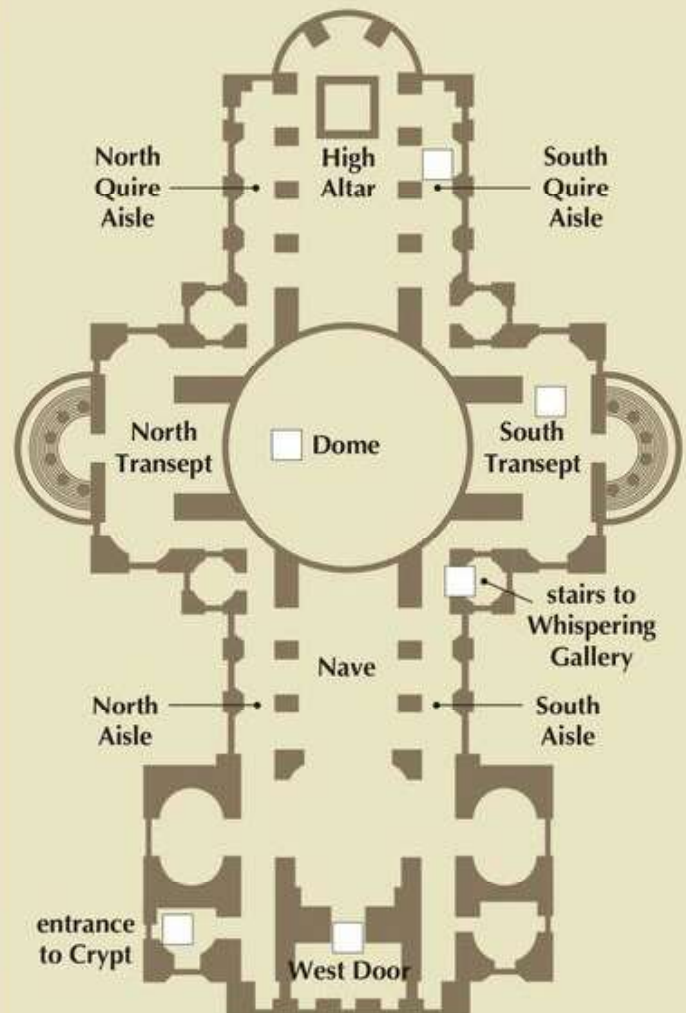 North
Quire
Aisle
High
Altar
South
Quire
Aisle
North
Transept
Dome
South
Transept
stairs to
Whispering
Gallery
Nave
North
Aisle
South
Aisle
entrance
to Crypt
West Door